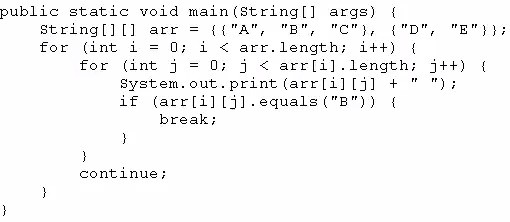 public static void main(String[] args) {
    String[][] arr = {{"A", "B", "C"}, {"D", "E"}};
    for (int i = 0; i < arr.length; i++) {
        for (int j = 0; j < arr[i].length; j++) {
            System.out.print(arr[i][j] + " ");
            if (arr[i][j].equals("B")) {
                break;
            }
        }
        continue;
    }
}